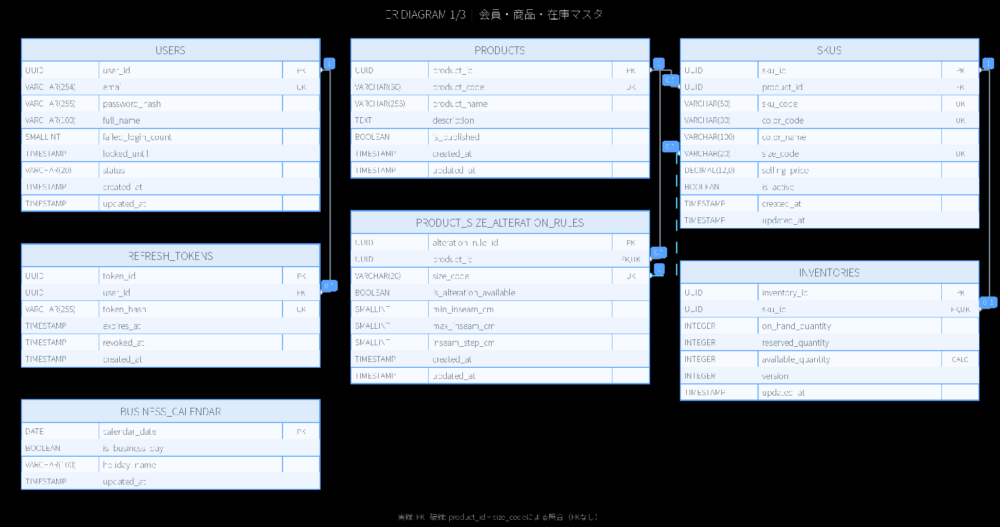 ER DIAGRAM 1/3 | 会員・商品・在庫マスタ
USERS
UUID user_id PK
VARCHAR(254) email UK
VARCHAR(255) password_hash
VARCHAR(100) full_name
SMALLINT failed_login_count
TIMESTAMP locked_until
VARCHAR(20) status
TIMESTAMP created_at
TIMESTAMP updated_at
1
0..*
REFRESH_TOKENS
UUID token_id PK
UUID user_id FK
VARCHAR(255) token_hash UK
TIMESTAMP expires_at
TIMESTAMP revoked_at
TIMESTAMP created_at
BUSINESS_CALENDAR
DATE calendar_date PK
BOOLEAN is_business_day
VARCHAR(100) holiday_name
TIMESTAMP updated_at
PRODUCTS
UUID product_id PK
VARCHAR(50) product_code UK
VARCHAR(255) product_name
TEXT description
BOOLEAN is_published
TIMESTAMP created_at
TIMESTAMP updated_at
1
0..*
0..*
PRODUCT_SIZE_ALTERATION_RULES
UUID alteration_rule_id PK
UUID product_id FK,UK
VARCHAR(20) size_code UK
BOOLEAN is_alteration_available
SMALLINT min_inseam_cm
SMALLINT max_inseam_cm
SMALLINT inseam_step_cm
TIMESTAMP created_at
TIMESTAMP updated_at
0..*
1
SKUS
UUID sku_id PK
UUID product_id FK
VARCHAR(50) sku_code UK
VARCHAR(30) color_code UK
VARCHAR(100) color_name
VARCHAR(20) size_code UK
DECIMAL(12,0) selling_price
BOOLEAN is_active
TIMESTAMP created_at
TIMESTAMP updated_at
1
0..1
INVENTORIES
UUID inventory_id PK
UUID sku_id FK,UK
INTEGER on_hand_quantity
INTEGER reserved_quantity
INTEGER available_quantity CALC
INTEGER version
TIMESTAMP updated_at
実線: FK 破線: product_id + size_codeによる照合（FKなし）